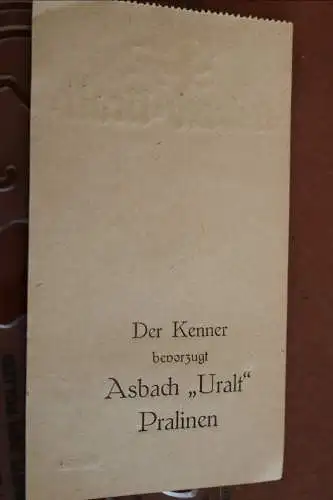 Der Kenner
bevorzugt
Asbach „Uralt“
Pralinen